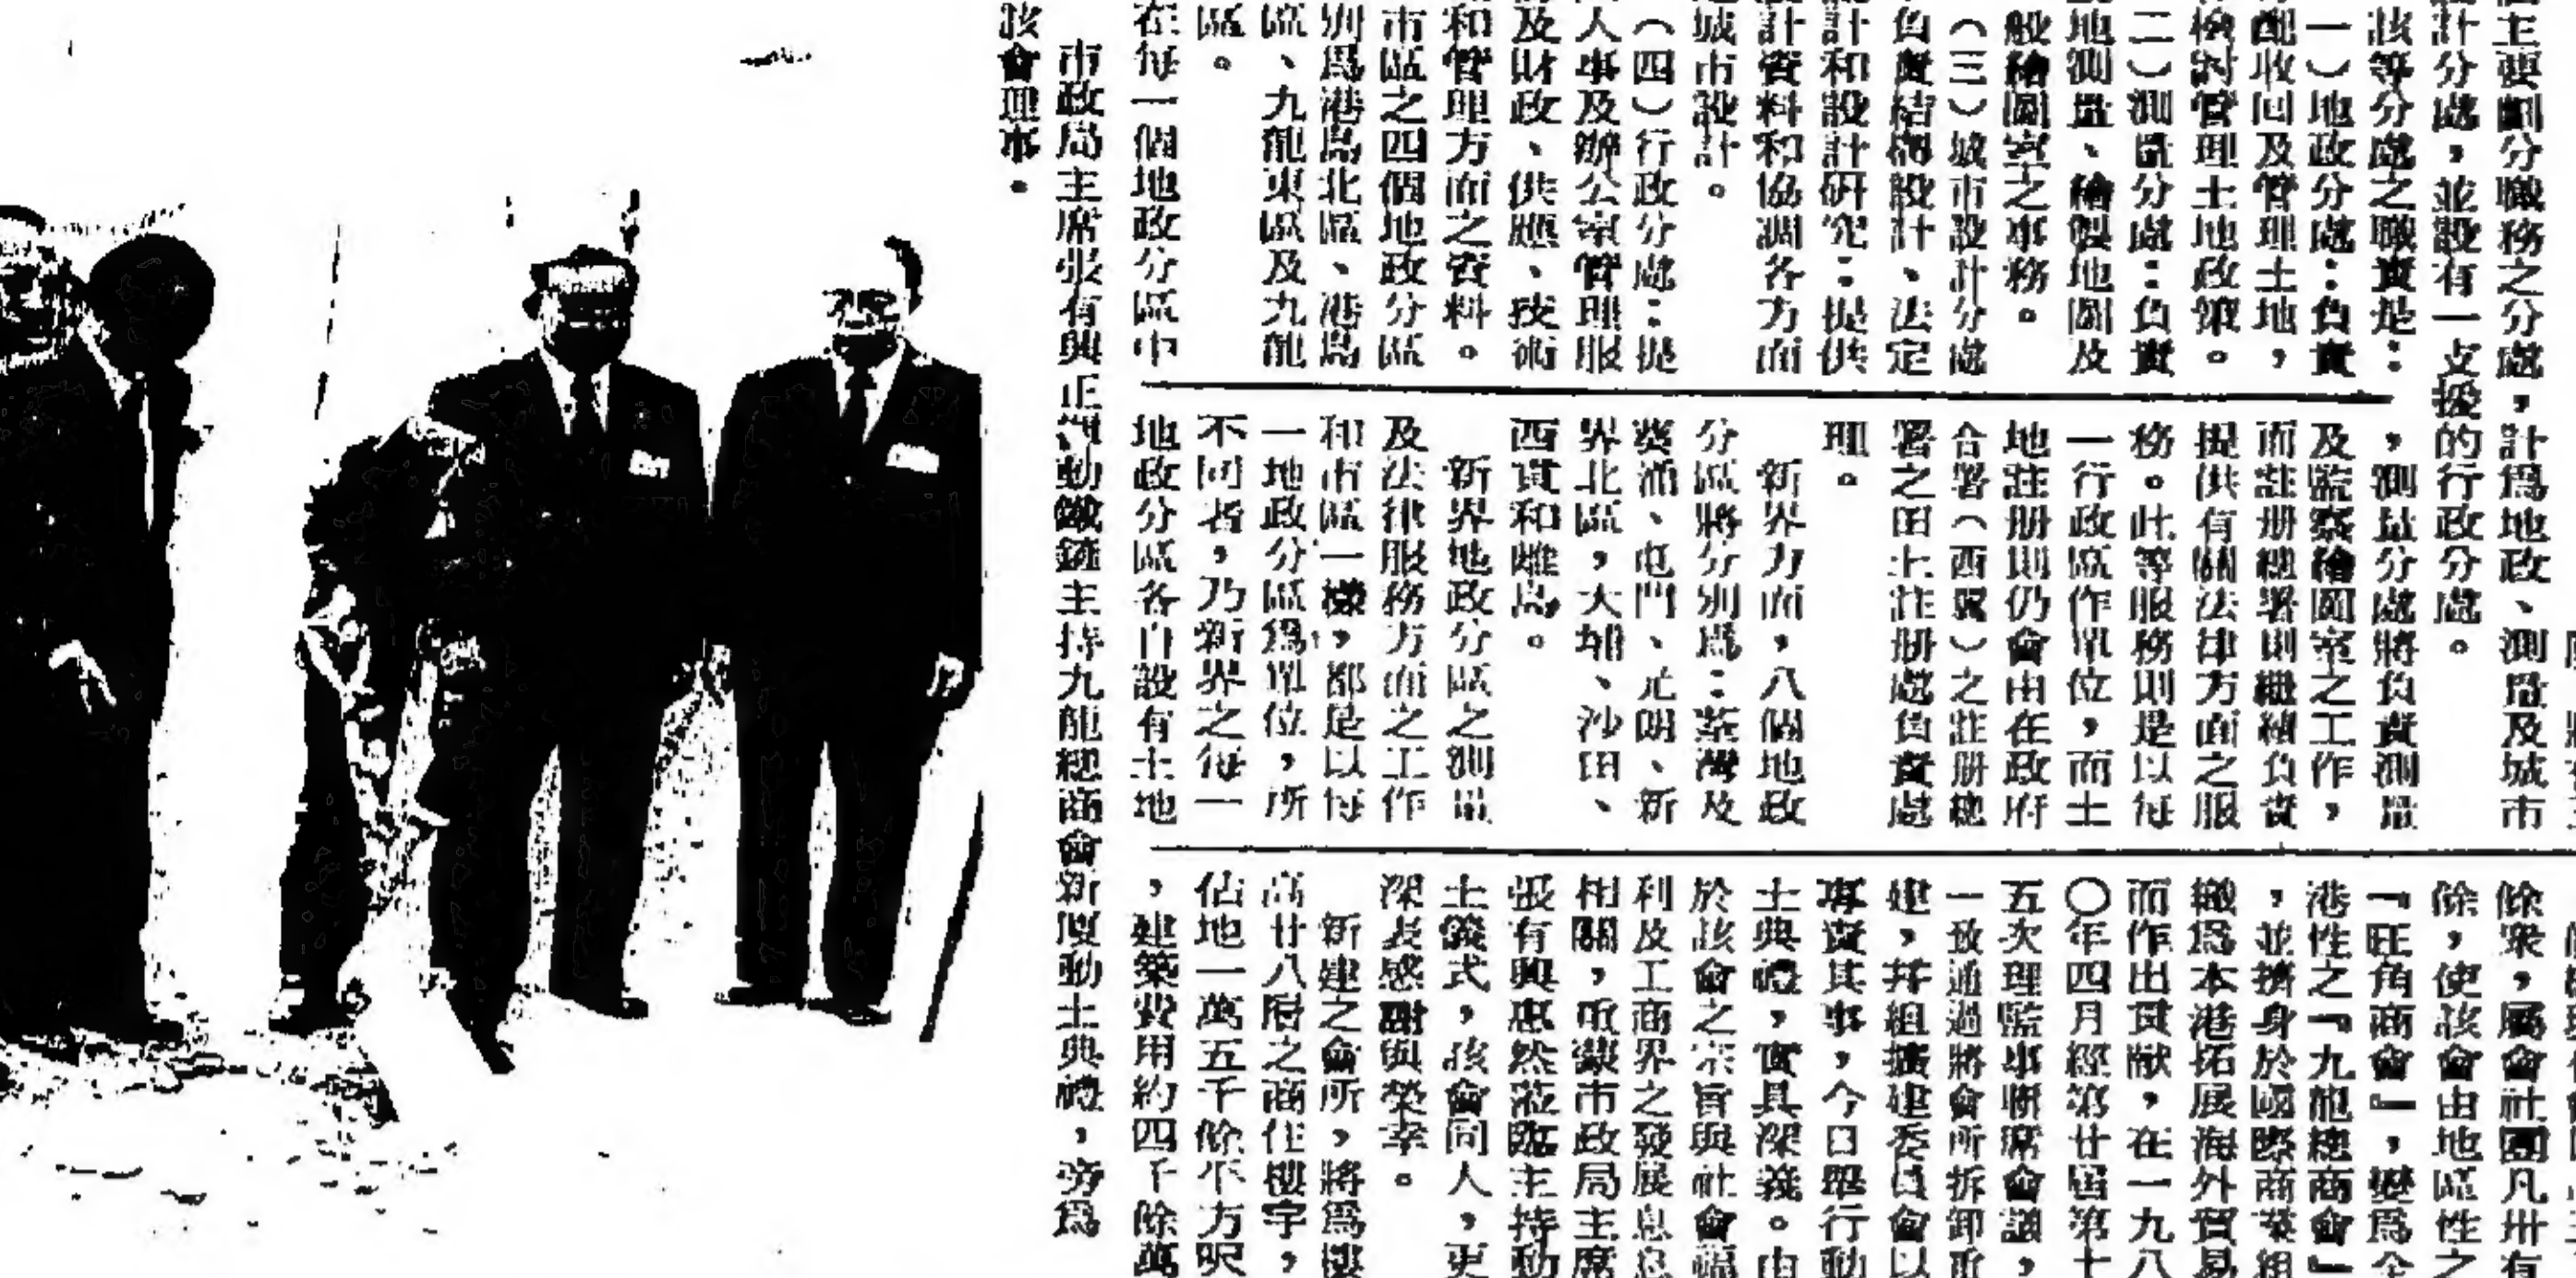 主要劃分職務之分處,計爲地政、測量及城市
計分處,並設有一支援的行政分處。
該等分處之職責是:
一)地政分處:負責
配收回及管理土地,
檢討管理土地政策。
二)測量分處:負責
地測量、繪製地圖及
般繪圖室之事務。
(三)城市設計分處
負責結構設計、法定
計和設計研究:提供
計資料和協調各方面
城市設計。
(四)行政分處:提
人事及辦公室管理服
及財政、供應、技術
和管理方面之資料。
市區之四個地政分區
別爲港島北區、港島
區、九龍東區及九龍
區。
在每一個地政分區中
,測量分處將負責測量
及監察繪圖室之工作,
而註册總署則繼續負責
提供有關法律方面之服
務。此等服務則是以每
一行政區作單位,而土
地註册則仍會由在政府
合署(西翼)之註册總
署之田土註册處負責處
理。
新界方面,八個地政
分區將分別爲:荃灣及
葵涌、屯門、元朗、新
界北區,大埔、沙田、
西貢和離島。
新界地政分區之測量
及法律服務方面之工作
和市區一樣,都是以每
一地政分區爲單位,所
不同者,乃新界之每一
地政分區各自設有土地
餘衆,屬會社團凡卅有
餘,使該會由地區性之
『旺角商會』,變爲全
港性之『九龍總商會』
,並擠身於國際商業組
織爲本港拓展海外貿易
而作出貢献,在一九八
〇年四月經第廿届第十
五次理監事聯席會議,
一致通過將會所拆卸重
建,幷組擴建委員會以
專責其事,今日舉行動
土典禮,實具深義。由
於該會之宗旨與社會福
利及工商界之發展息息
相關,承蒙市政局主席
張有興惠然蒞臨主持動
土儀式,該會同人,更
深表感謝與榮幸。
新建之會所,將爲樓
高廿八層之商住樓宇,
佔地一萬五千餘平方呎
,建築費用約四千餘萬
市政局主席張有興正揮動鐵鏟主持九龍總商會新厦動土典禮,旁爲
該會理事。